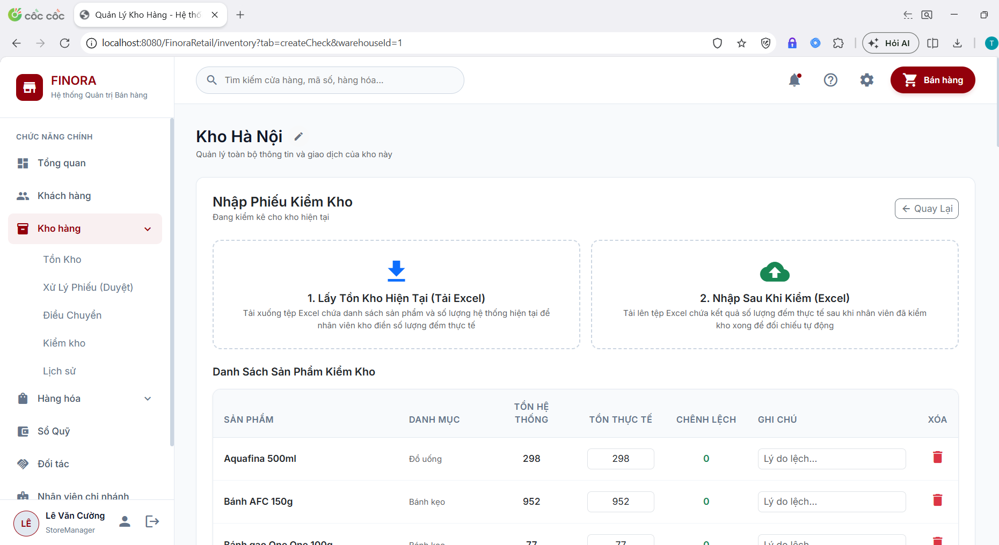 cốc cốc
Quản Lý Kho Hàng - Hệ thố
localhost:8080/FinoraRetail/inventory?tab=createCheck&warehouseId=1
Hỏi AI
T
FINORA
Hệ thống Quản trị Bán hàng
Tìm kiếm cửa hàng, mã số, hàng hóa...
Bán hàng
CHỨC NĂNG CHÍNH
Tổng quan
Khách hàng
Kho hàng
Tồn Kho
Xử Lý Phiếu (Duyệt)
Điều Chuyển
Kiểm kho
Lịch sử
Hàng hóa
Sổ Quỹ
Đối tác
Nhân viên chi nhánh
LÊ
Lê Văn Cường
StoreManager
Kho Hà Nội
Quản lý toàn bộ thông tin và giao dịch của kho này
Nhập Phiếu Kiểm Kho
Đang kiểm kê cho kho hiện tại
Quay Lại
1. Lấy Tồn Kho Hiện Tại (Tải Excel)
Tải xuống tệp Excel chứa danh sách sản phẩm và số lượng hệ thống hiện tại để
nhân viên kho điền số lượng đếm thực tế
2. Nhập Sau Khi Kiểm (Excel)
Tải lên tệp Excel chứa kết quả số lượng đếm thực tế sau khi nhân viên đã kiểm
kho xong để đối chiếu tự động
Danh Sách Sản Phẩm Kiểm Kho
SẢN PHẨM DANH MỤC TỒN HỆ THỐNG TỒN THỰC TẾ CHÊNH LỆCH GHI CHÚ XÓA
Aquafina 500ml Đồ uống 298 298 0 Lý do lệch...
Bánh AFC 150g Bánh kẹo 952 952 0 Lý do lệch...
Bánh gạo One One 100g Bánh kẹo 77 77 0 Lý do lệch...